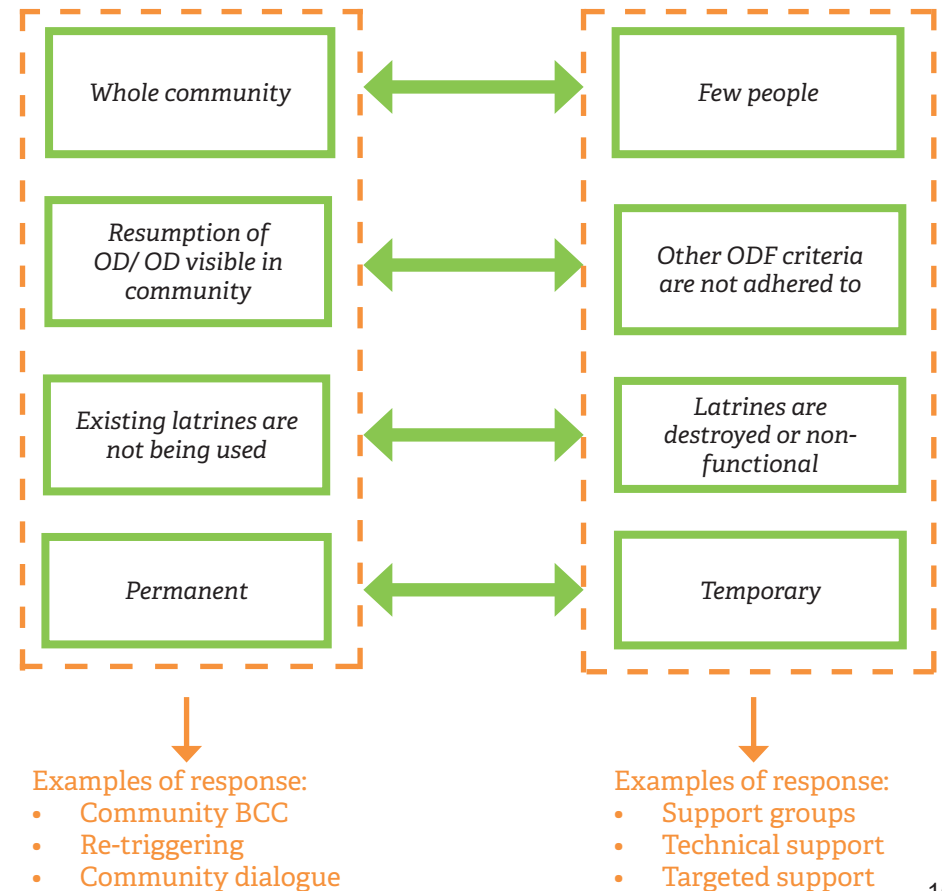 Whole community
Few people
Resumption of
OD/ OD visible in
community
Other ODF criteria
are not adhered to
Existing latrines are
not being used
Latrines are
destroyed or non-
functional
Permanent
Temporary
Examples of response:
• Community BCC
• Re-triggering
• Community dialogue
Examples of response:
• Support groups
• Technical support
• Targeted support